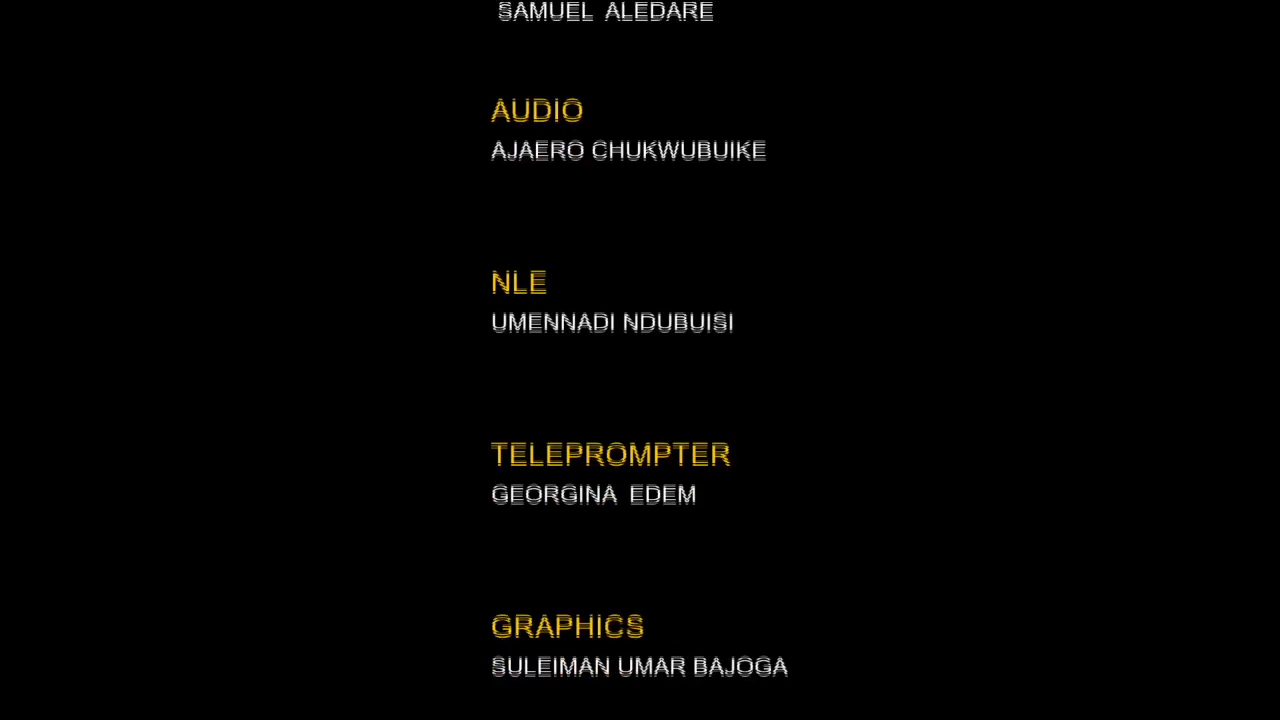 SAMUEL ALEDARE
AUDIO
AJAERO CHUKWUBUIKE
NLE
UMENNADI NDUBUISI
TELEPROMPTER
GEORGINA EDEM
GRAPHICS
SULEIMAN UMAR BAJOGA